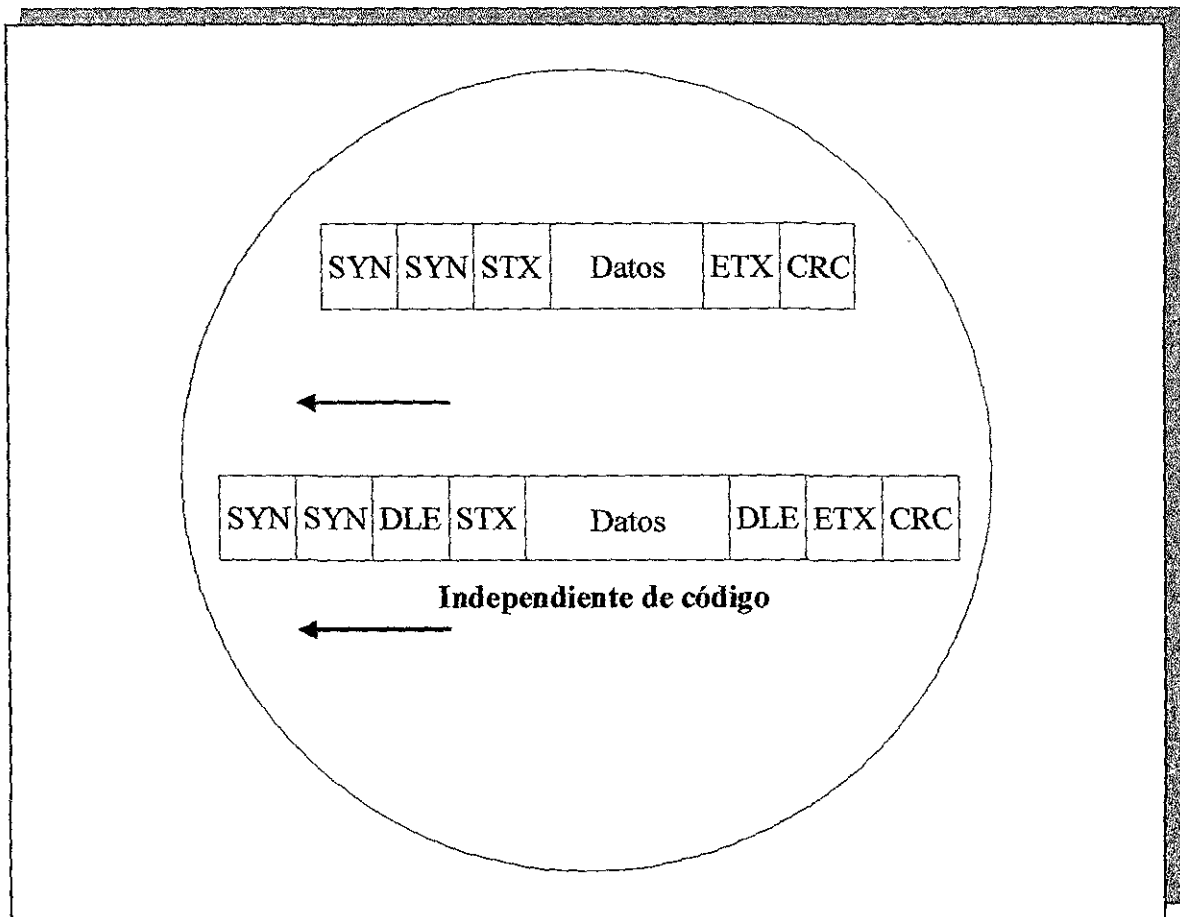 SYN SYN STX Datos ETX CRC
SYN SYN DLE STX Datos DLE ETX CRC
Independiente de código